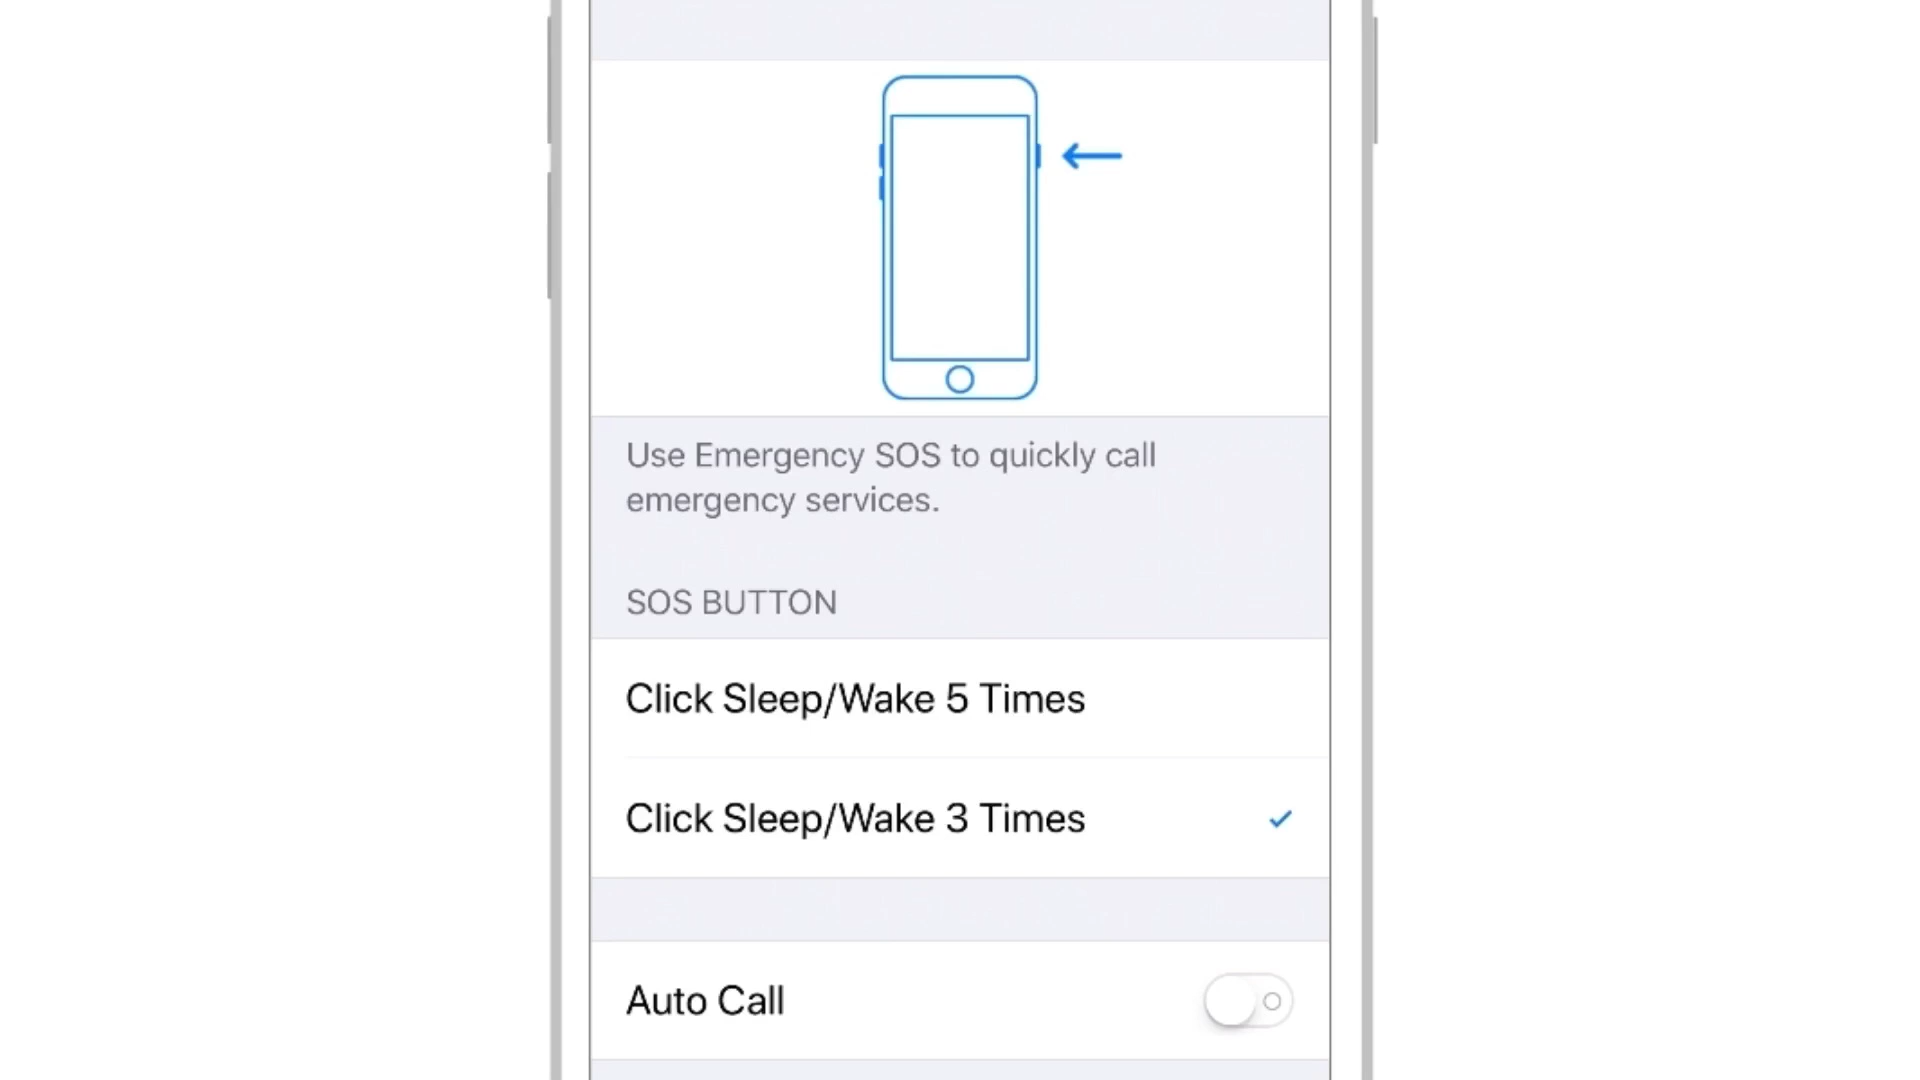 Use Emergency SOS to quickly call
emergency services.
SOS BUTTON
Click Sleep/Wake 5 Times
Click Sleep/Wake 3 Times
Auto Call